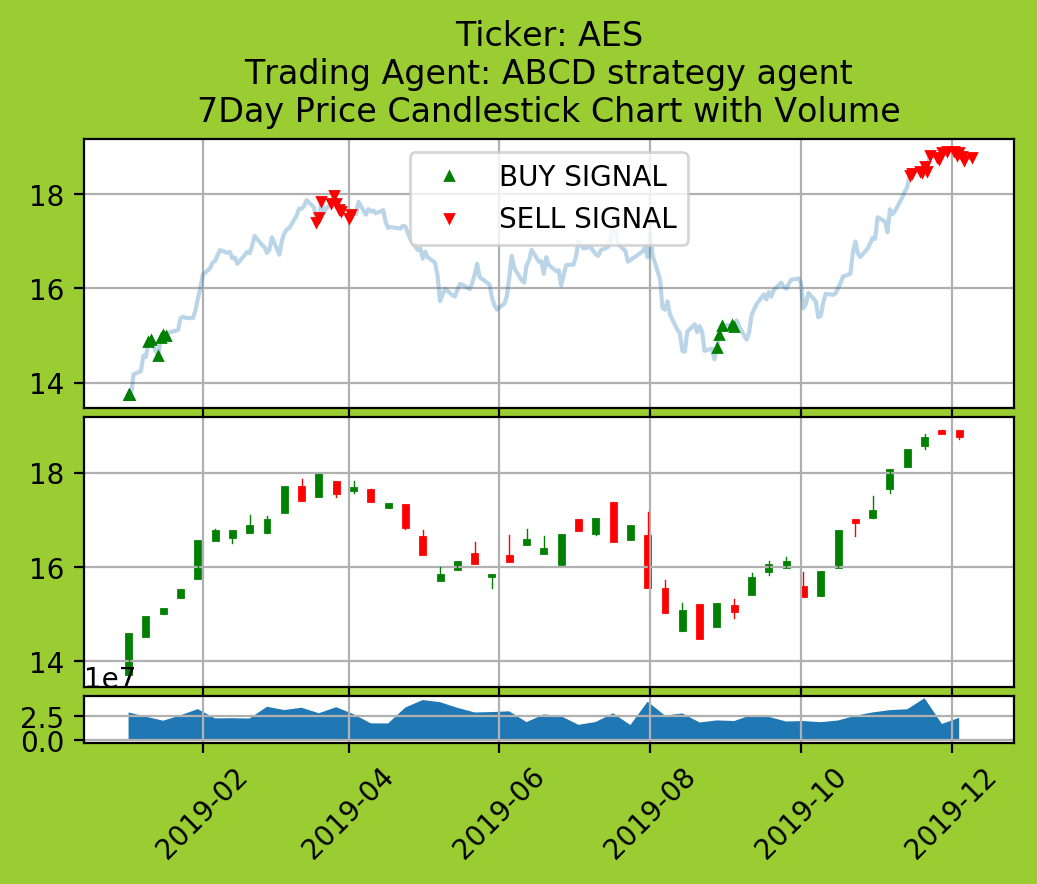 Ticker: AES
Trading Agent: ABCD strategy agent
7Day Price Candlestick Chart with Volume
BUY SIGNAL
SELL SIGNAL
18
16
14
18
16
14
1e7
2.5
0.0
2019-02
2019-04
2019-06
2019-08
2019-10
2019-12